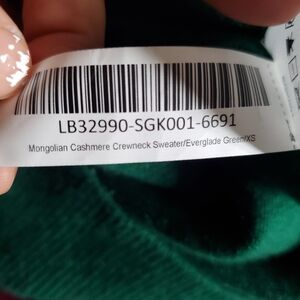 LB32990-SGK001-6691
Mongolian Cashmere Crewneck Sweater/Everglade Green/XS